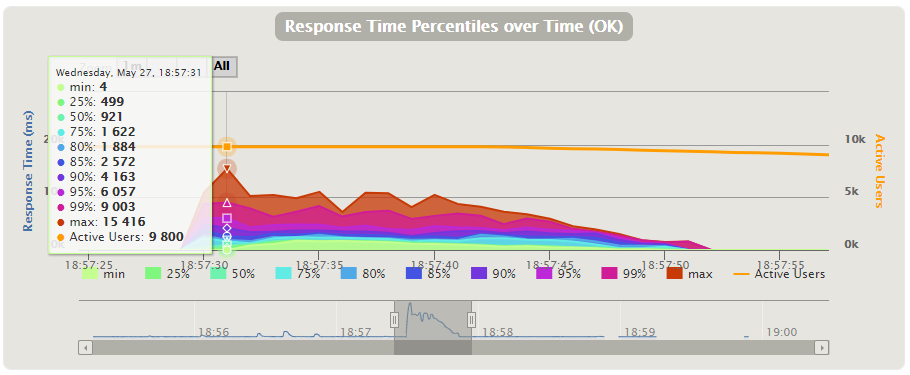 Response Time Percentiles over Time (OK)
1m All
Wednesday, May 27, 18:57:31
min: 4
25%: 499
50%: 921
75%: 1 622
80%: 1 884
85%: 2 572
90%: 4 163
95%: 6 057
99%: 9 003
max: 15 416
Active Users: 9 800
Response Time (ms)
20k
0k
10k
5k
0k
Active Users
18:57:25 18:57:30 18:57:35 18:57:40 18:57:45 18:57:50 18:57:55
min 25% 50% 75% 80% 85% 90% 95% 99% max Active Users
18:56 18:57 18:58 18:59 19:00